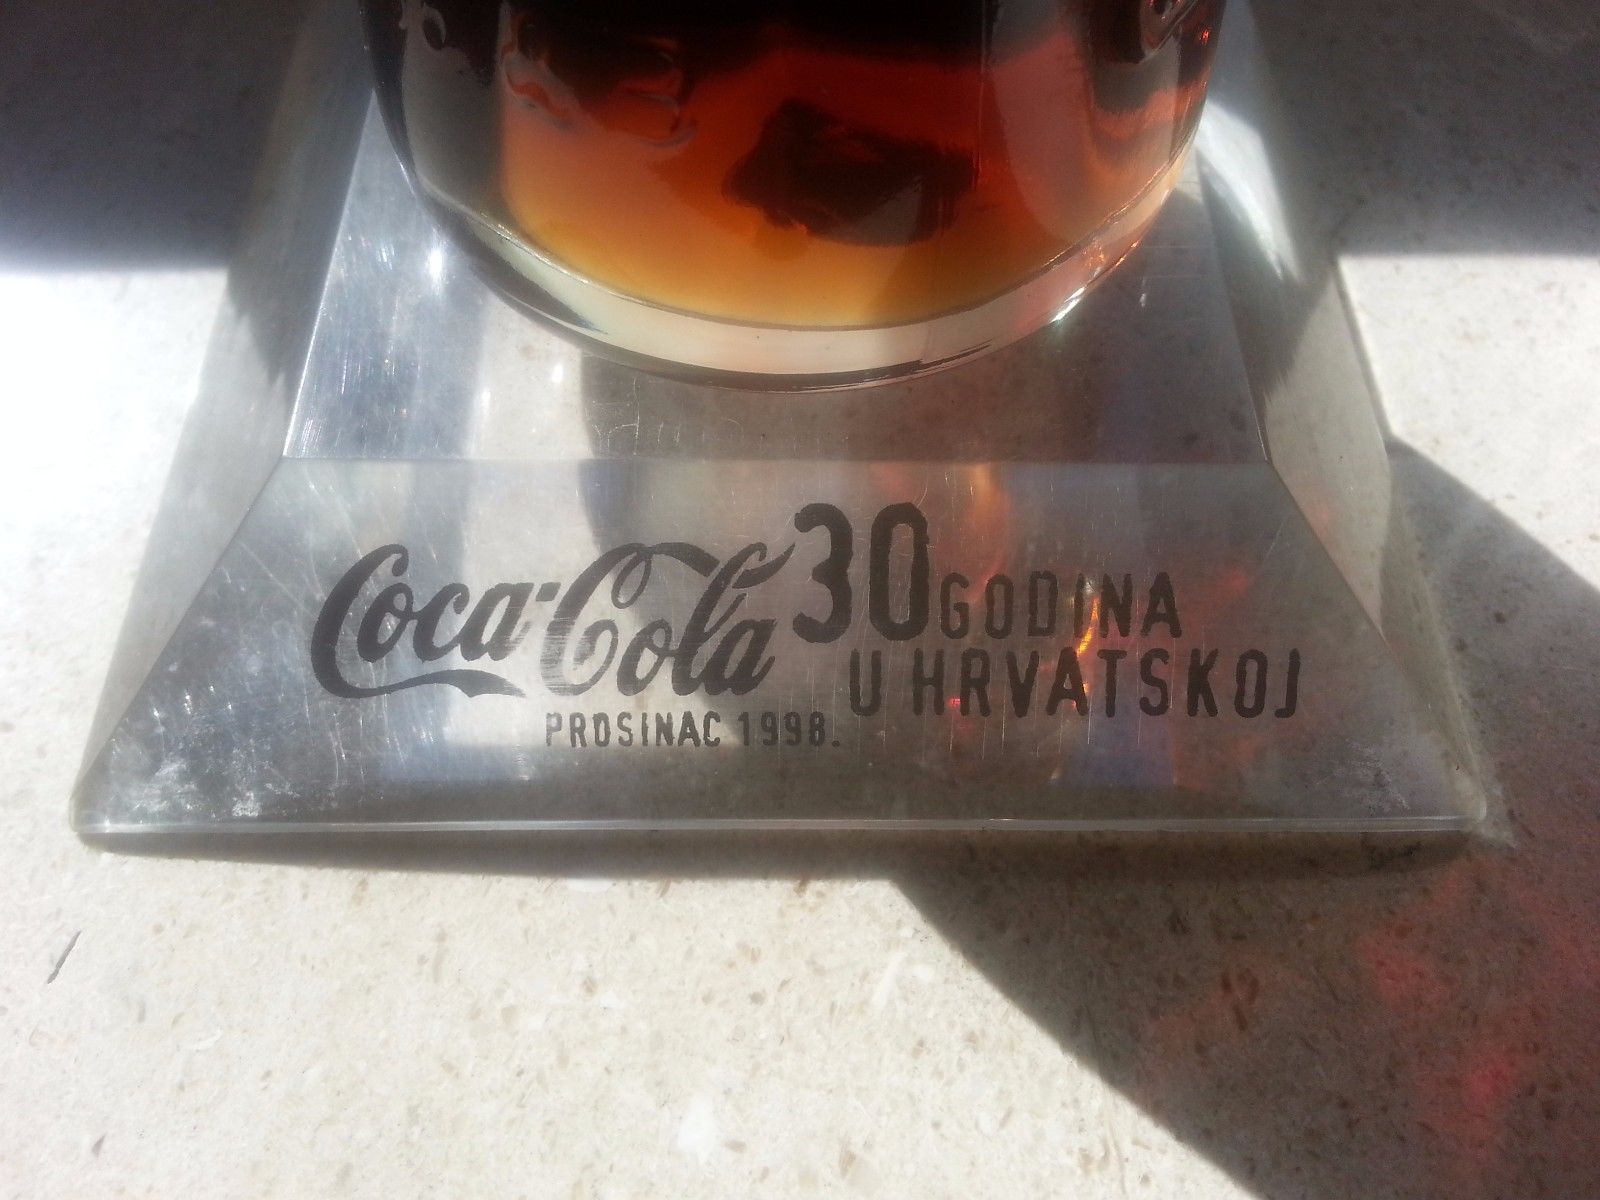 Coca-Cola 30 GODINA
U HRVATSKOJ
PROSINAC 1998.